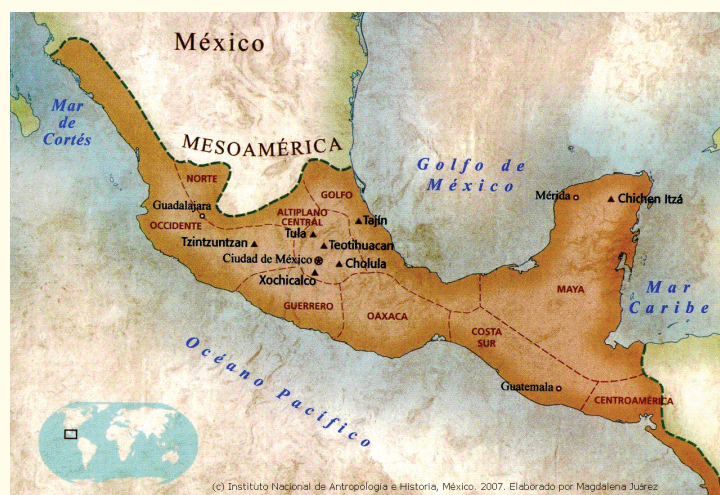 México
Mar
de
Cortés
MESOAMÉRICA
Golfo de
México
NORTE
GOLFO
Guadalajara
OCCIDENTE
ALTIPLANO
CENTRAL
Tajín
Mérida
Chichen Itzá
Tula
Tzintzuntzan
Teotihuacan
Ciudad de México
Cholula
Xochicalco
MAYA
Mar
Caribe
GUERRERO
OAXACA
COSTA
SUR
Océano Pacífico
Guatemala
CENTROAMÉRICA
(c) Instituto Nacional de Antropologia e Historia, México. 2007. Elaborado por Magdalena Juárez